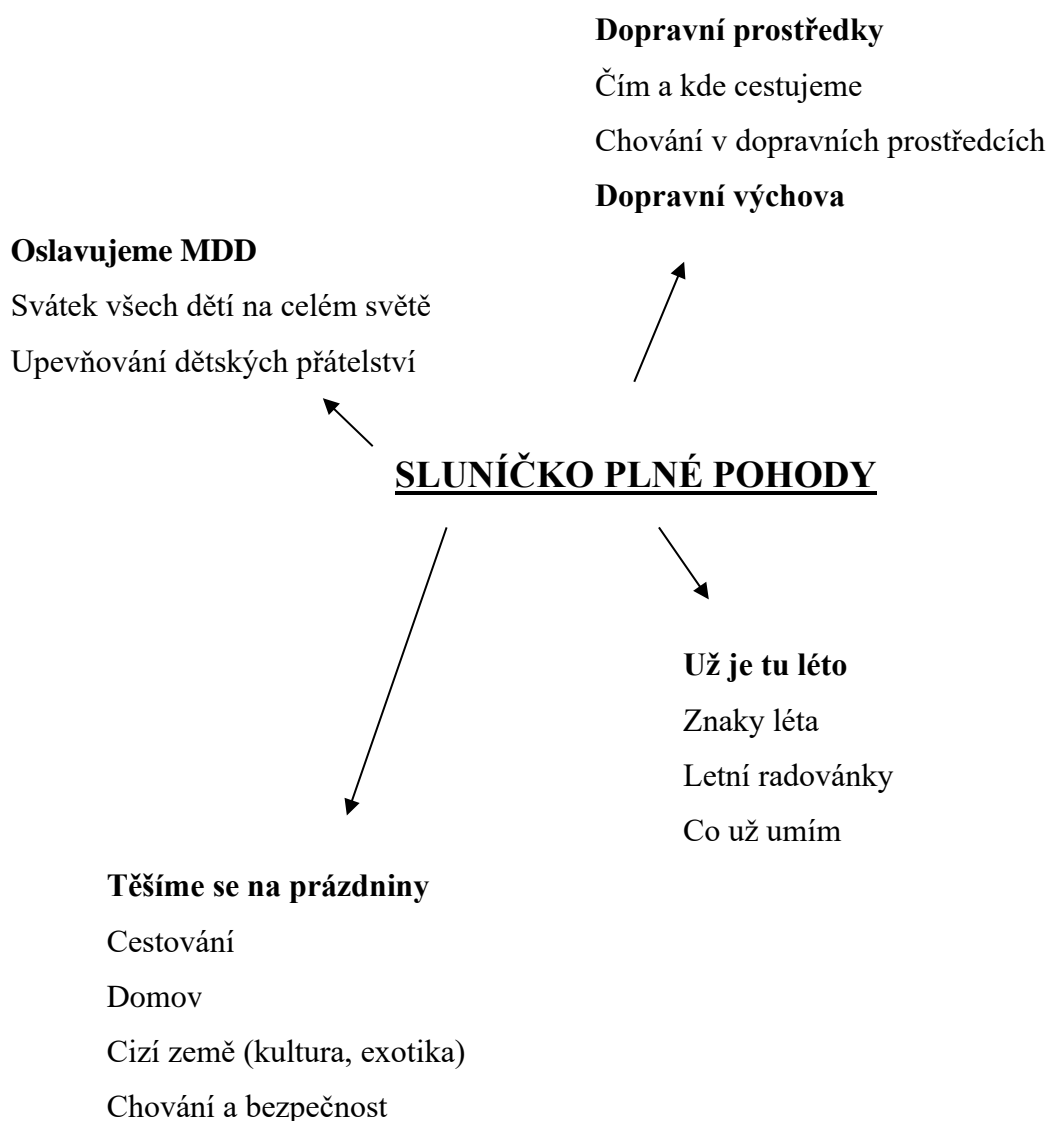 Dopravní prostředky
Čím a kde cestujeme
Chování v dopravních prostředcích
Dopravní výchova
Oslavujeme MDD
Svátek všech dětí na celém světě
Upevňování dětských přátelství
SLUNÍČKO PLNÉ POHODY
Už je tu léto
Znaky léta
Letní radovánky
Co už umím
Těšíme se na prázdniny
Cestování
Domov
Cizí země (kultura, exotika)
Chování a bezpečnost